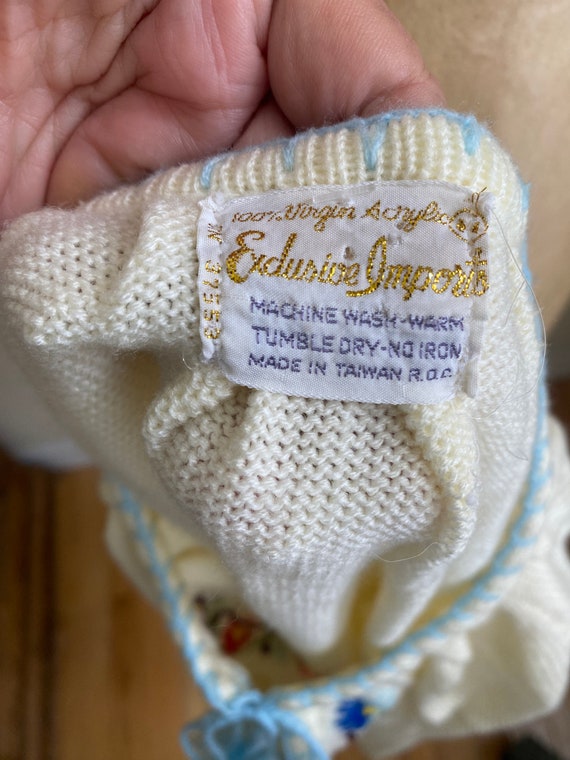 100% Virgin Acrylic
Exclusive Imports
MACHINE WASH-WARM
TUMBLE DRY-NO IRON
MADE IN TAIWAN R.O.C.